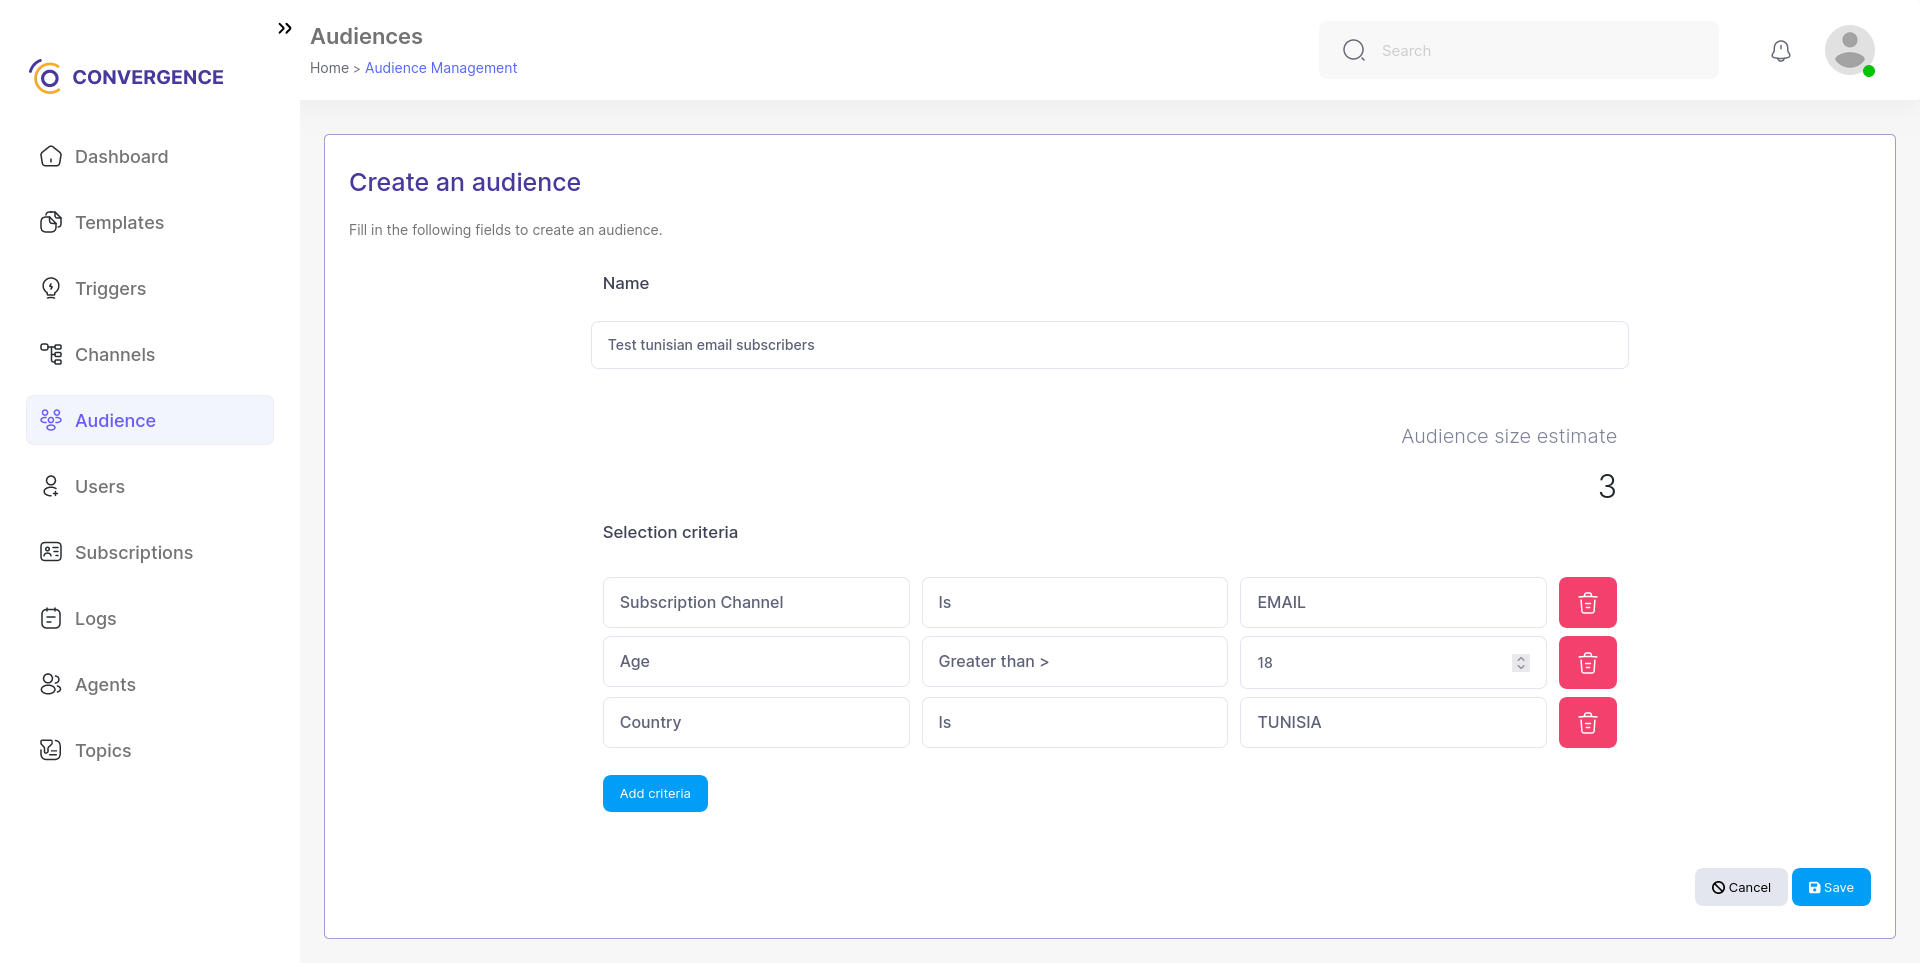 CONVERGENCE
Dashboard
Templates
Triggers
Channels
Audience
Users
Subscriptions
Logs
Agents
Topics
Audiences
Home > Audience Management
Search
Create an audience
Fill in the following fields to create an audience.
Name
Test tunisian email subscribers
Audience size estimate
3
Selection criteria
Subscription Channel Is EMAIL
Age Greater than > 18
Country Is TUNISIA
Add criteria
Cancel Save